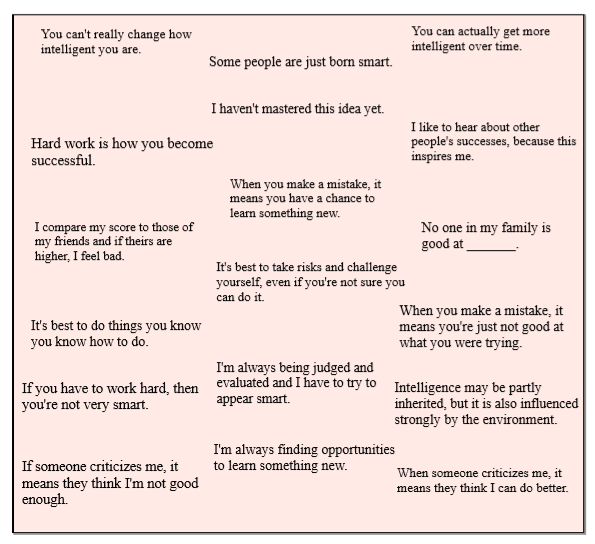 You can't really change how
intelligent you are.
Some people are just born smart.
You can actually get more
intelligent over time.
I haven't mastered this idea yet.
Hard work is how you become
successful.
I like to hear about other
people's successes, because this
inspires me.
When you make a mistake, it
means you have a chance to
learn something new.
I compare my score to those of
my friends and if theirs are
higher, I feel bad.
No one in my family is
good at _______.
It's best to take risks and challenge
yourself, even if you're not sure you
can do it.
It's best to do things you know
you know how to do.
When you make a mistake, it
means you're just not good at
what you were trying.
If you have to work hard, then
you're not very smart.
I'm always being judged and
evaluated and I have to try to
appear smart.
Intelligence may be partly
inherited, but it is also influenced
strongly by the environment.
If someone criticizes me, it
means they think I'm not good
enough.
I'm always finding opportunities
to learn something new.
When someone criticizes me, it
means they think I can do better.